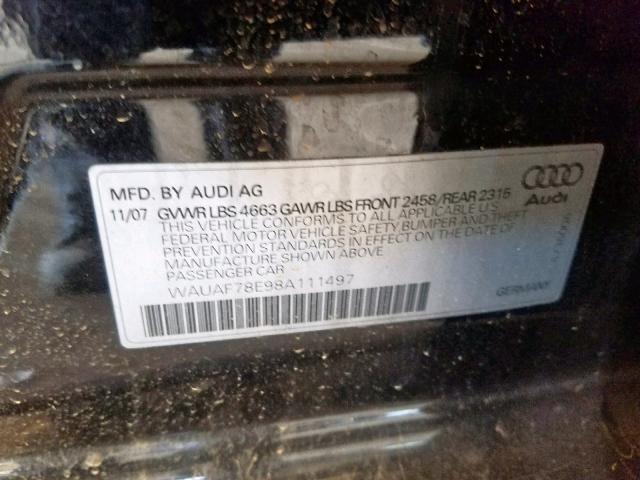 MFD. BY AUDI AG
11/07 GVWR LBS 4663 GAWR LBS FRONT 2458/REAR 2315
THIS VEHICLE CONFORMS TO ALL APPLICABLE U.S.
FEDERAL MOTOR VEHICLE SAFETY BUMPER AND THEFT
PREVENTION STANDARDS IN EFFECT ON THE DATE OF
MANUFACTURE SHOWN ABOVE
PASSENGER CAR
WAUAF78E98A111497
Audi
GERMANY